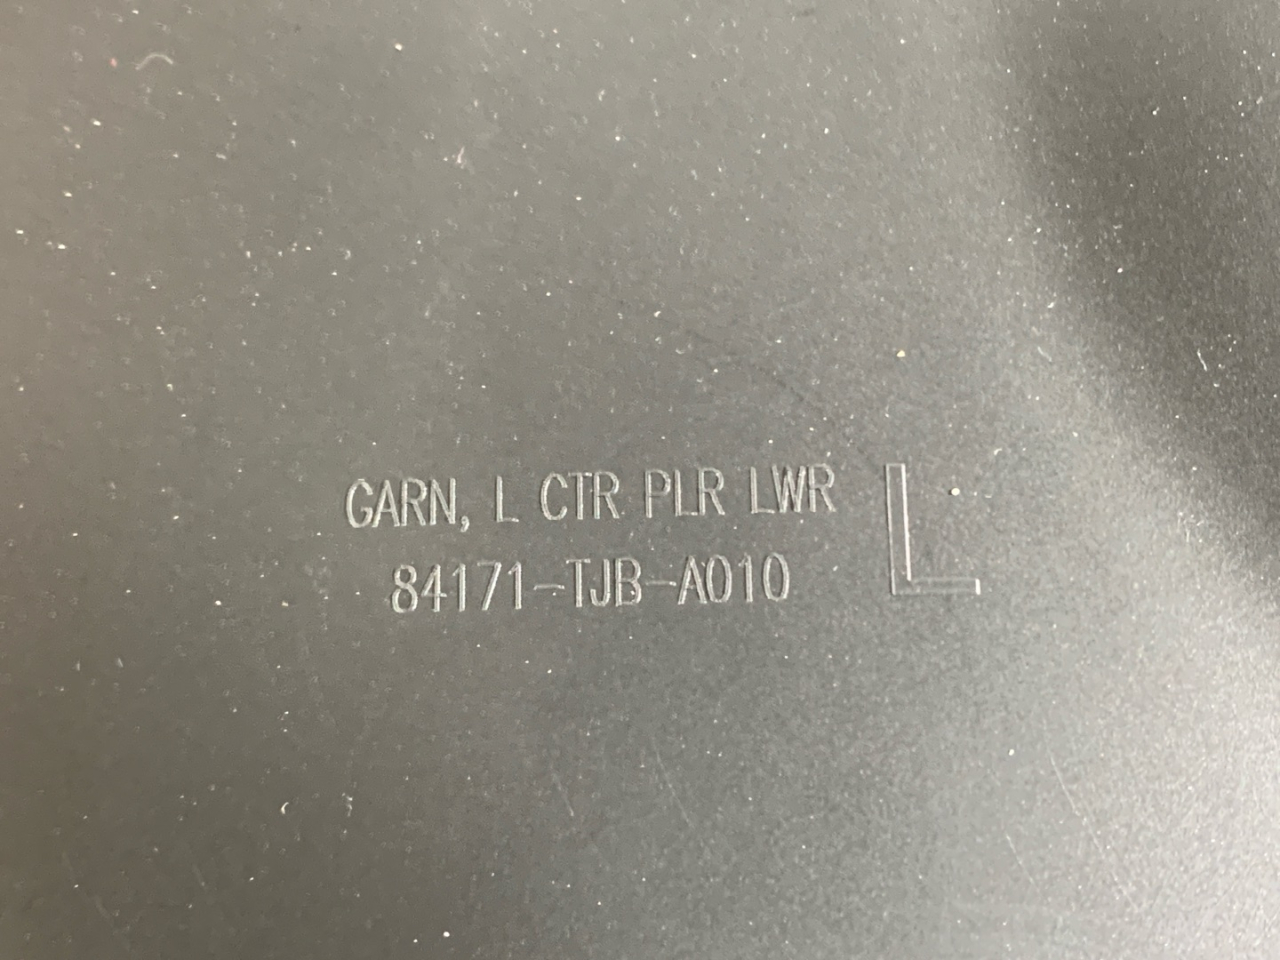 GARN, L CTR PLR LWR L
84171-TJB-A010